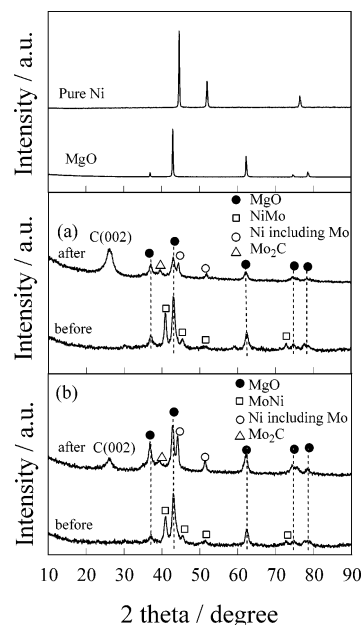 Intensity / a.u.
Pure Ni
MgO
Intensity / a.u.
(a)
MgO
NiMo
Ni including Mo
Mo₂C
C(002)
after
before
Intensity / a.u.
(b)
MgO
MoNi
Ni including Mo
Mo₂C
after
C(002)
before
10 20 30 40 50 60 70 80 90
2 theta / degree